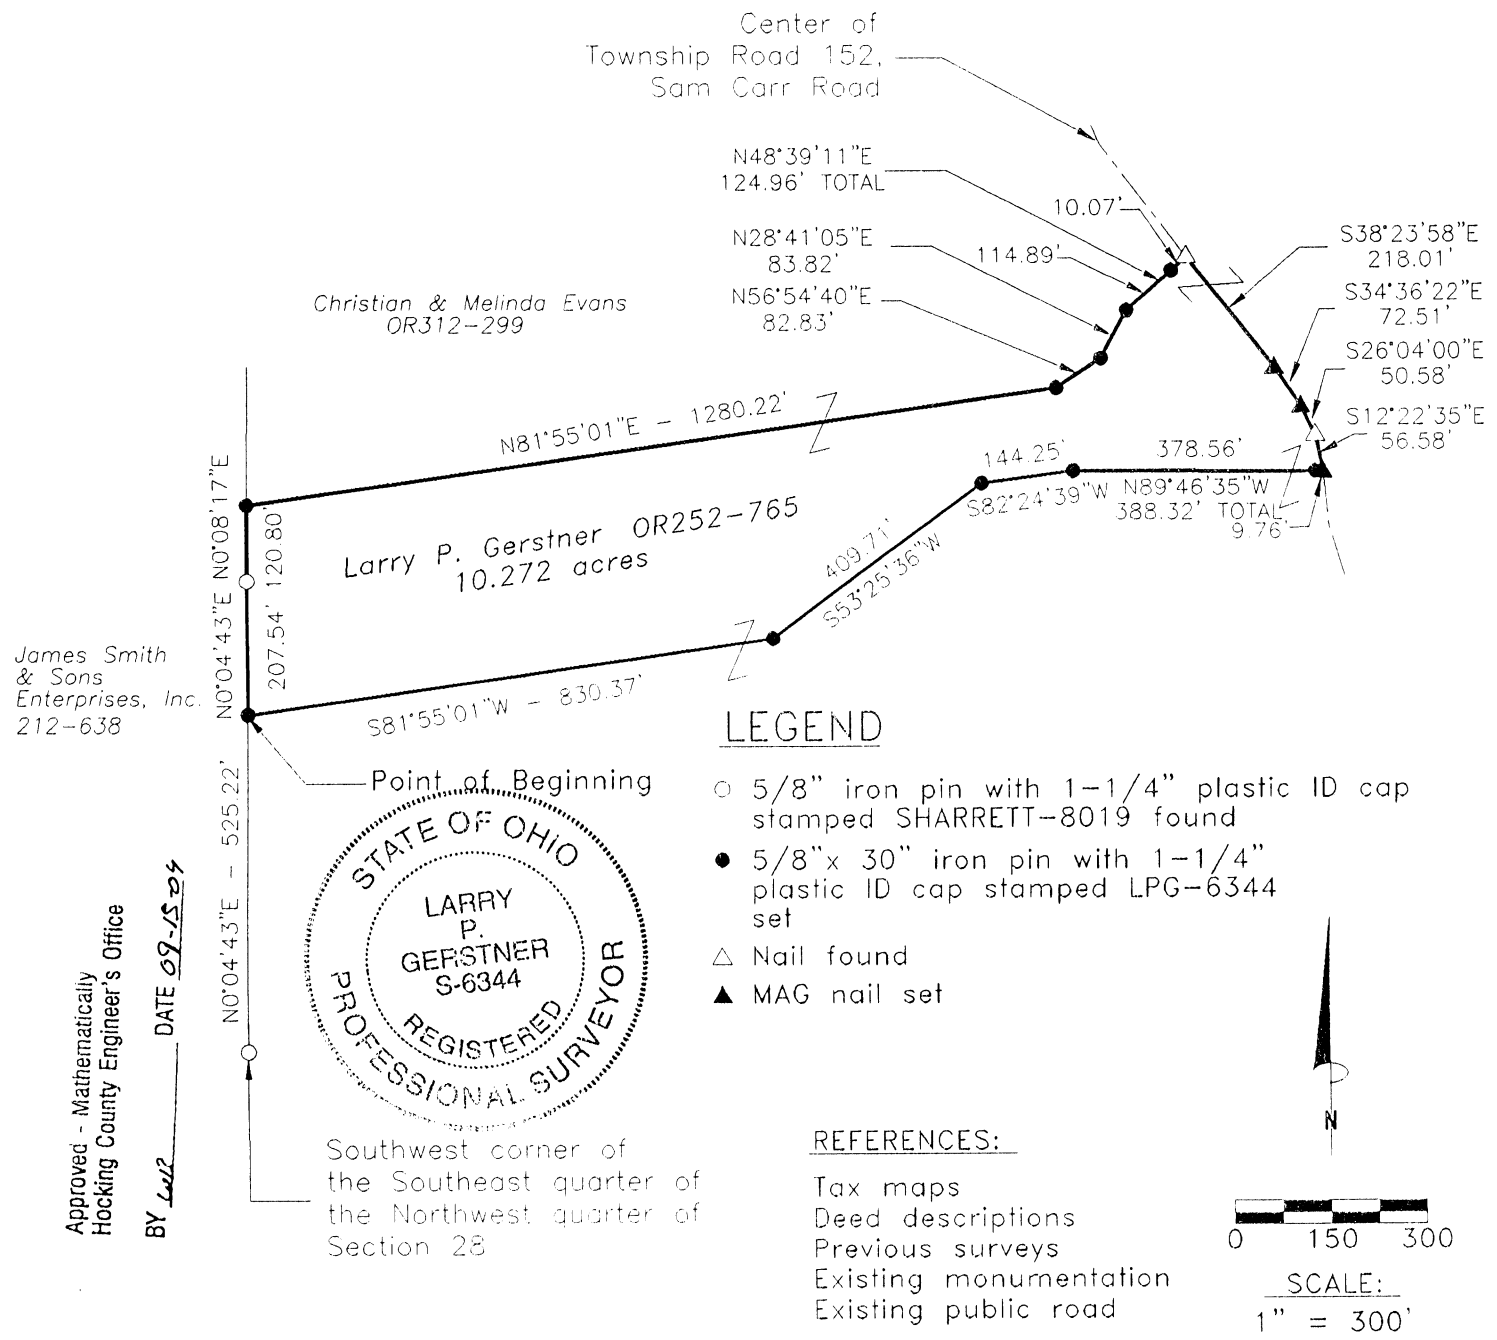 Center of
Township Road 152,
Sam Carr Road
N48°39'11"E
124.96' TOTAL
10.07'
N28°41'05"E
83.82'
114.89'
S38°23'58"E
218.01'
N56°54'40"E
82.83'
S34°36'22"E
72.51'
Christian & Melinda Evans
OR312-299
S26°04'00"E
50.58'
S12°22'35"E
56.58'
N81°55'01"E - 1280.22'
144.25'
378.56'
S82°24'39"W
N89°46'35"W
388.32' TOTAL
9.76'
N0°08'17"E
120.80'
Larry P. Gerstner OR252-765
10.272 acres
409.71'
S53°25'36"W
N0°04'43"E
207.54'
James Smith
& Sons
Enterprises, Inc.
212-638
S81°55'01"W - 830.37'
Point of Beginning
N0°04'43"E - 525.22'
LEGEND
5/8" iron pin with 1-1/4" plastic ID cap
stamped SHARRETT-8019 found
5/8"x 30" iron pin with 1-1/4"
plastic ID cap stamped LPG-6344
set
Nail found
MAG nail set
STATE OF OHIO
LARRY
P.
GERSTNER
S-6344
REGISTERED
PROFESSIONAL SURVEYOR
Approved - Mathematically
Hocking County Engineer's Office
BY DATE 09-15-04
Southwest corner of
the Southeast quarter of
the Northwest quarter of
Section 28
N
REFERENCES:
Tax maps
Deed descriptions
Previous surveys
Existing monumentation
Existing public road
0 150 300
SCALE:
1" = 300'